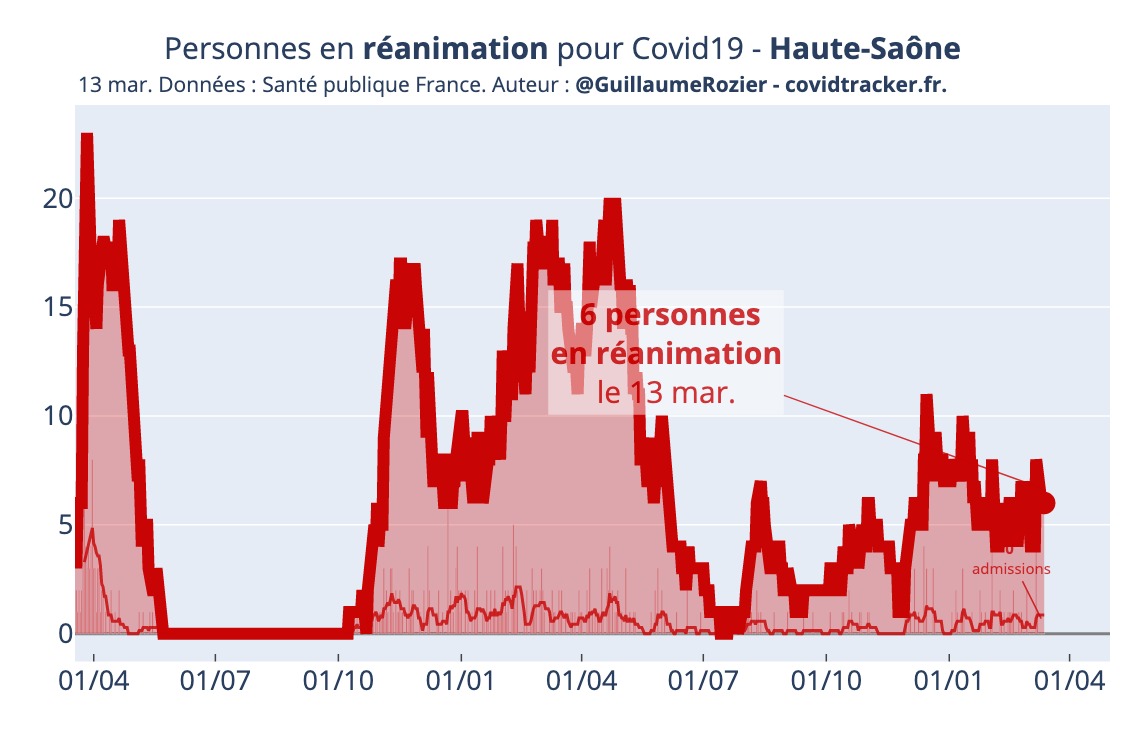 Personnes en réanimation pour Covid19 - Haute-Saône
13 mar. Données : Santé publique France. Auteur : @GuillaumeRozier - covidtracker.fr.
20
15
10
5
0
6 personnes
en réanimation
le 13 mar.
admissions
01/04 01/07 01/10 01/01 01/04 01/07 01/10 01/01 01/04